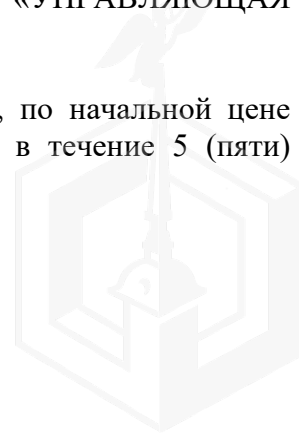 «УПРАВЛЯЮЩАЯ
, по начальной цене
в течение 5 (пяти)